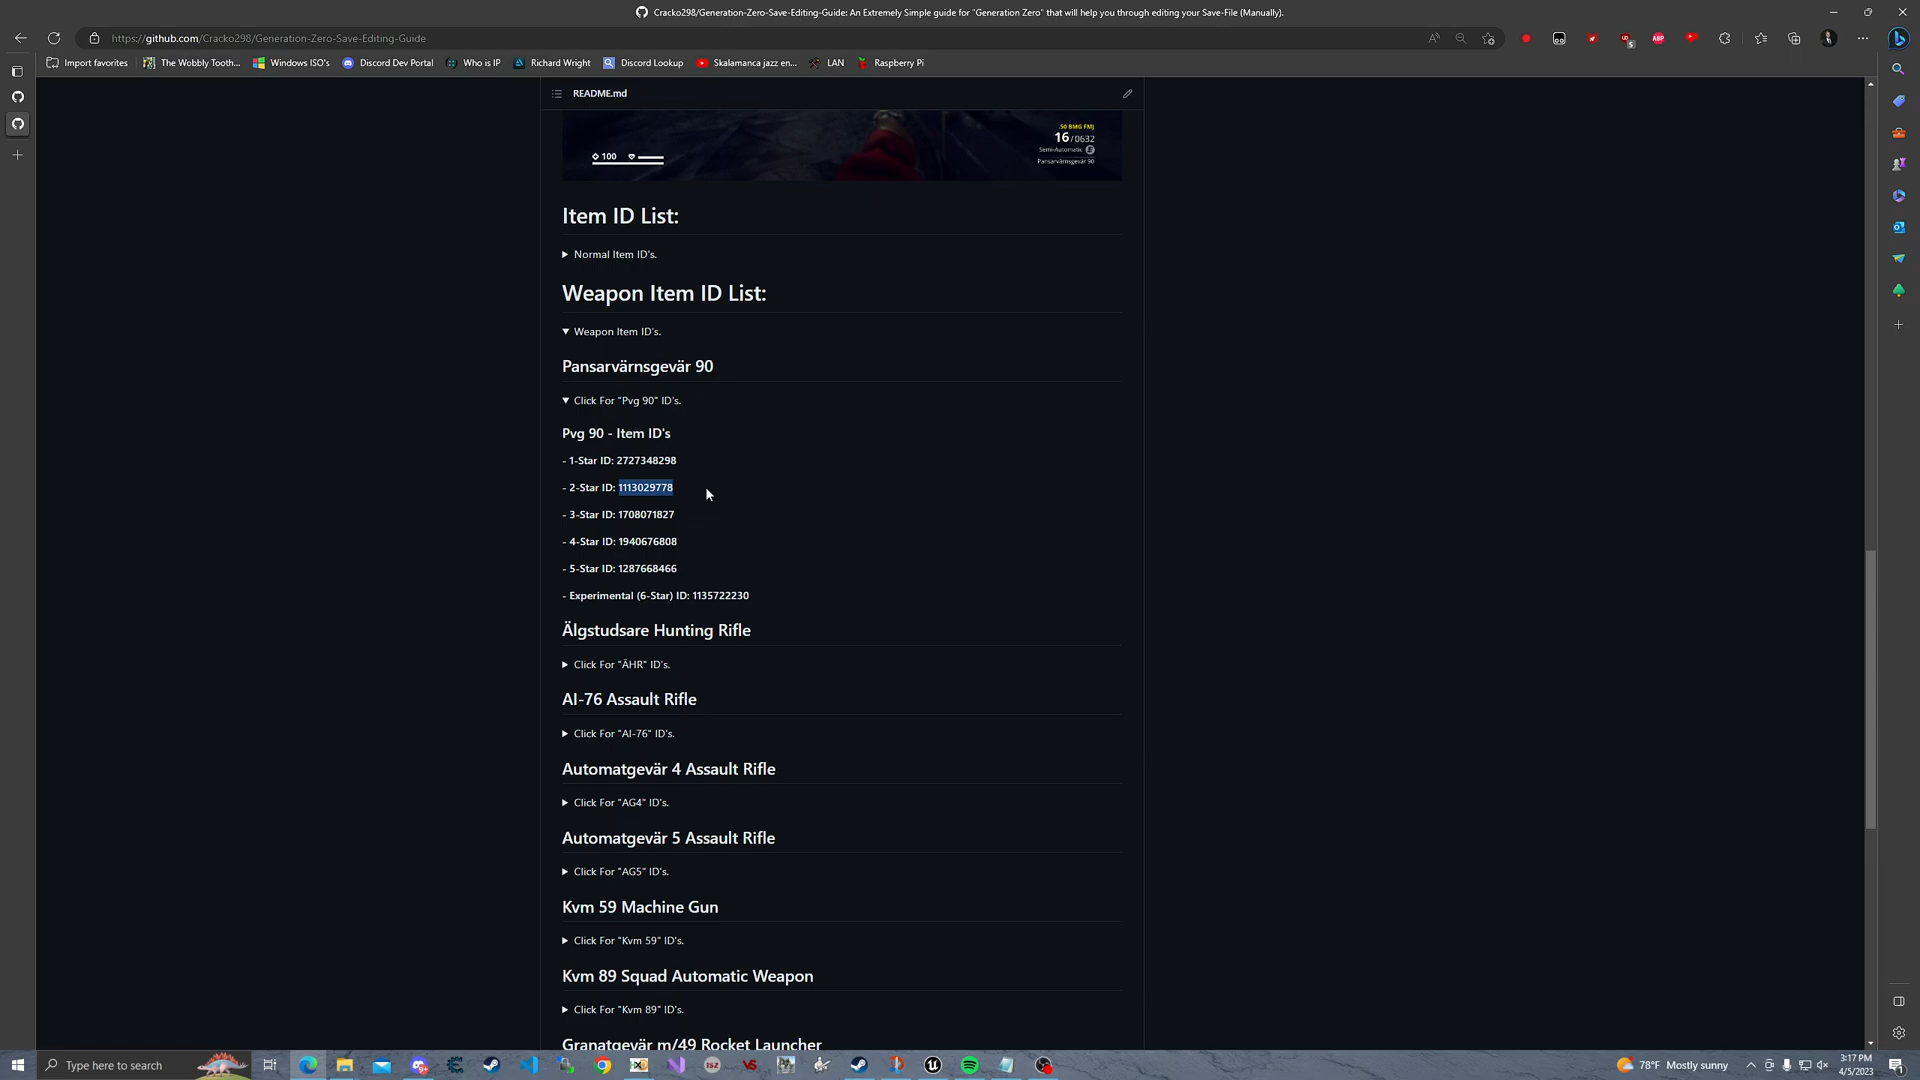 Cracko298/Generation-Zero-Save-Editing-Guide: An Extremely Simple guide for "Generation Zero" that will help you through editing your Save-File (Manually).
https://github.com/Cracko298/Generation-Zero-Save-Editing-Guide
Import favorites
The Wobbly Tooth...
Windows ISO's
Discord Dev Portal
Who is IP
Richard Wright
Discord Lookup
Skalamanca jazz en...
LAN
Raspberry Pi
README.md
.50 BMG FMJ
16/0632
Semi-Automatic
Pansarvärnsgevär 90
100
Item ID List:
Normal Item ID's.
Weapon Item ID List:
Weapon Item ID's.
Pansarvärnsgevär 90
Click For "Pvg 90" ID's.
Pvg 90 - Item ID's
- 1-Star ID: 2727348298
- 2-Star ID: 1113029778
- 3-Star ID: 1708071827
- 4-Star ID: 1940676808
- 5-Star ID: 1287668466
- Experimental (6-Star) ID: 1135722230
Älgstudsare Hunting Rifle
Click For "ÄHR" ID's.
AI-76 Assault Rifle
Click For "AI-76" ID's.
Automatgevär 4 Assault Rifle
Click For "AG4" ID's.
Automatgevär 5 Assault Rifle
Click For "AG5" ID's.
Kvm 59 Machine Gun
Click For "Kvm 59" ID's.
Kvm 89 Squad Automatic Weapon
Click For "Kvm 89" ID's.
Granatgevär m/49 Rocket Launcher
Type here to search
78°F Mostly sunny
3:17 PM
4/5/2023